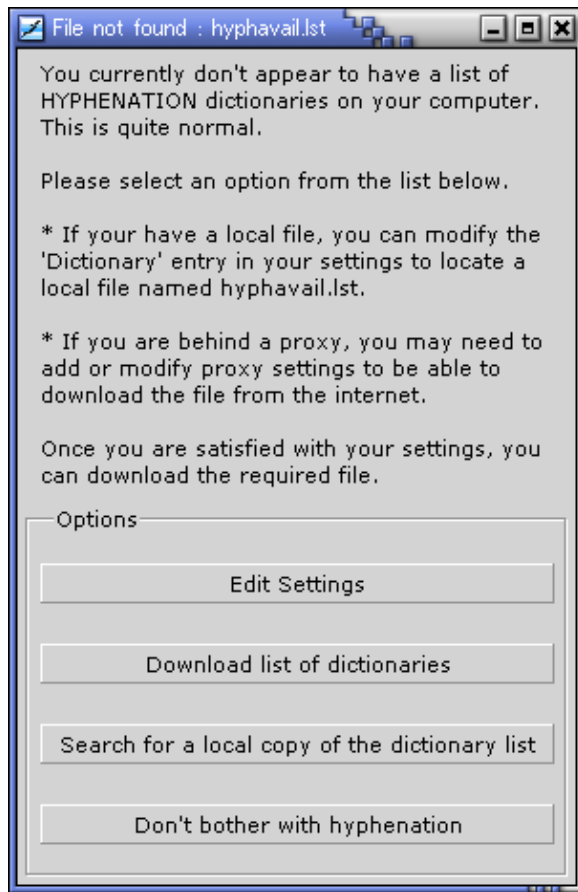 File not found : hyphavail.lst
You currently don't appear to have a list of
HYPHENATION dictionaries on your computer.
This is quite normal.
Please select an option from the list below.
* If your have a local file, you can modify the
'Dictionary' entry in your settings to locate a
local file named hyphavail.lst.
* If you are behind a proxy, you may need to
add or modify proxy settings to be able to
download the file from the internet.
Once you are satisfied with your settings, you
can download the required file.
Options
Edit Settings
Download list of dictionaries
Search for a local copy of the dictionary list
Don't bother with hyphenation